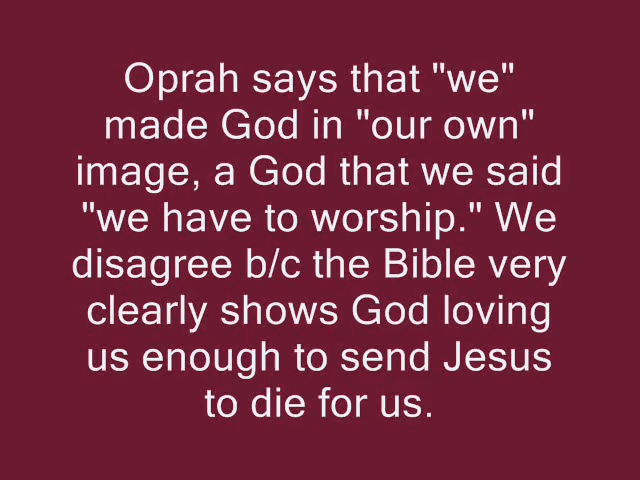 Oprah says that "we"
made God in "our own"
image, a God that we said
"we have to worship." We
disagree b/c the Bible very
clearly shows God loving
us enough to send Jesus
to die for us.